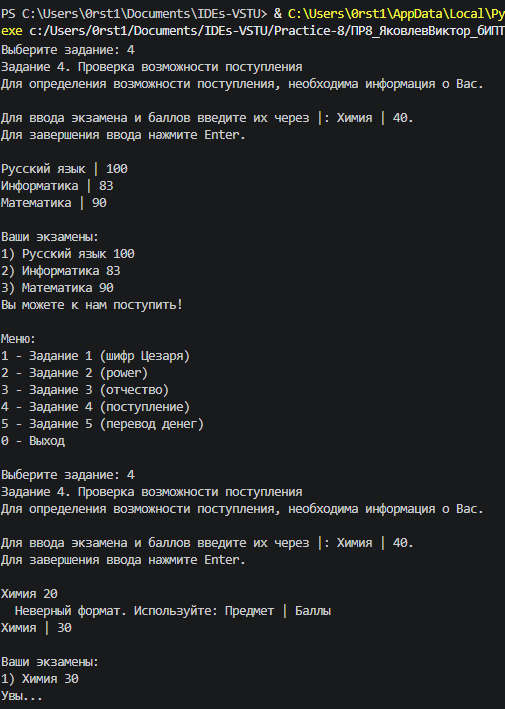 PS C:\Users\0rst1\Documents\IDEs-VSTU> & C:\Users\0rst1\AppData\Local\Py
exe c:/Users/0rst1/Documents/IDEs-VSTU/Practice-8/ПР8_ЯковлевВиктор_бИПТ
Выберите задание: 4
Задание 4. Проверка возможности поступления
Для определения возможности поступления, необходима информация о Вас.
Для ввода экзамена и баллов введите их через |: Химия | 40.
Для завершения ввода нажмите Enter.
Русский язык | 100
Информатика | 83
Математика | 90
Ваши экзамены:
1) Русский язык 100
2) Информатика 83
3) Математика 90
Вы можете к нам поступить!
Меню:
1 - Задание 1 (шифр Цезаря)
2 - Задание 2 (power)
3 - Задание 3 (отчество)
4 - Задание 4 (поступление)
5 - Задание 5 (перевод денег)
0 - Выход
Выберите задание: 4
Задание 4. Проверка возможности поступления
Для определения возможности поступления, необходима информация о Вас.
Для ввода экзамена и баллов введите их через |: Химия | 40.
Для завершения ввода нажмите Enter.
Химия 20
Неверный формат. Используйте: Предмет | Баллы
Химия | 30
Ваши экзамены:
1) Химия 30
Увы...